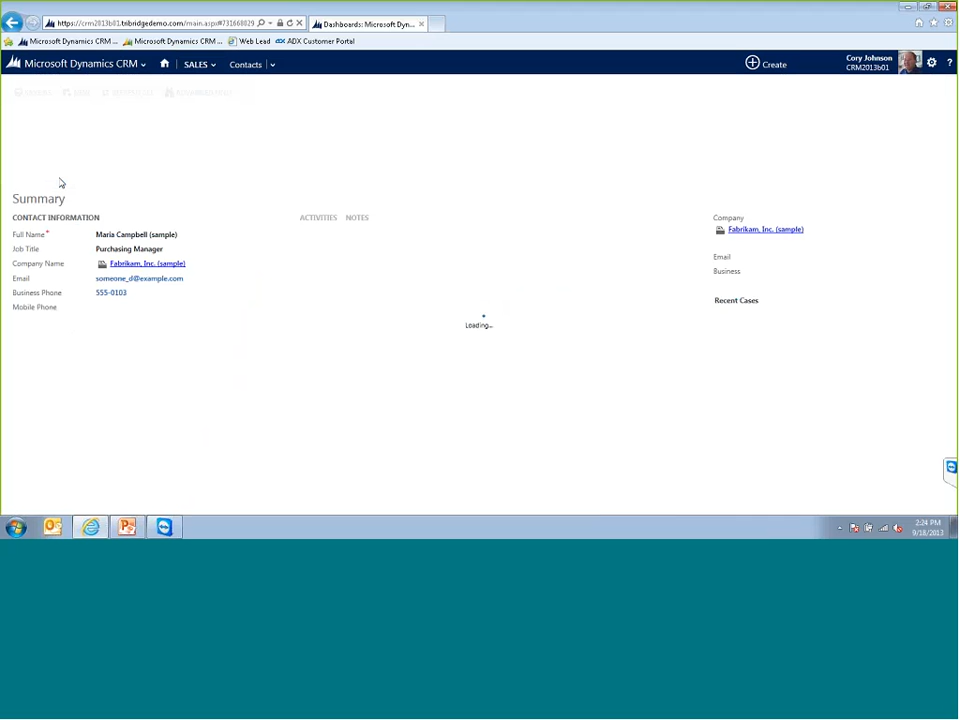 https://crm2013b01.tribridgedemo.com/main.aspx#731668029
Dashboards: Microsoft Dyn...
Microsoft Dynamics CRM ...
Microsoft Dynamics CRM ...
Web Lead
ADX Customer Portal
Microsoft Dynamics CRM
SALES
Contacts
Create
Cory Johnson
CRM2013b01
?
Summary
CONTACT INFORMATION
ACTIVITIES NOTES
Full Name*
Maria Campbell (sample)
Job Title
Purchasing Manager
Company Name
Fabrikam, Inc. (sample)
Email
someone_d@example.com
Business Phone
555-0103
Mobile Phone
Loading...
Company
Fabrikam, Inc. (sample)
Email
Business
Recent Cases
2:24 PM
9/18/2013